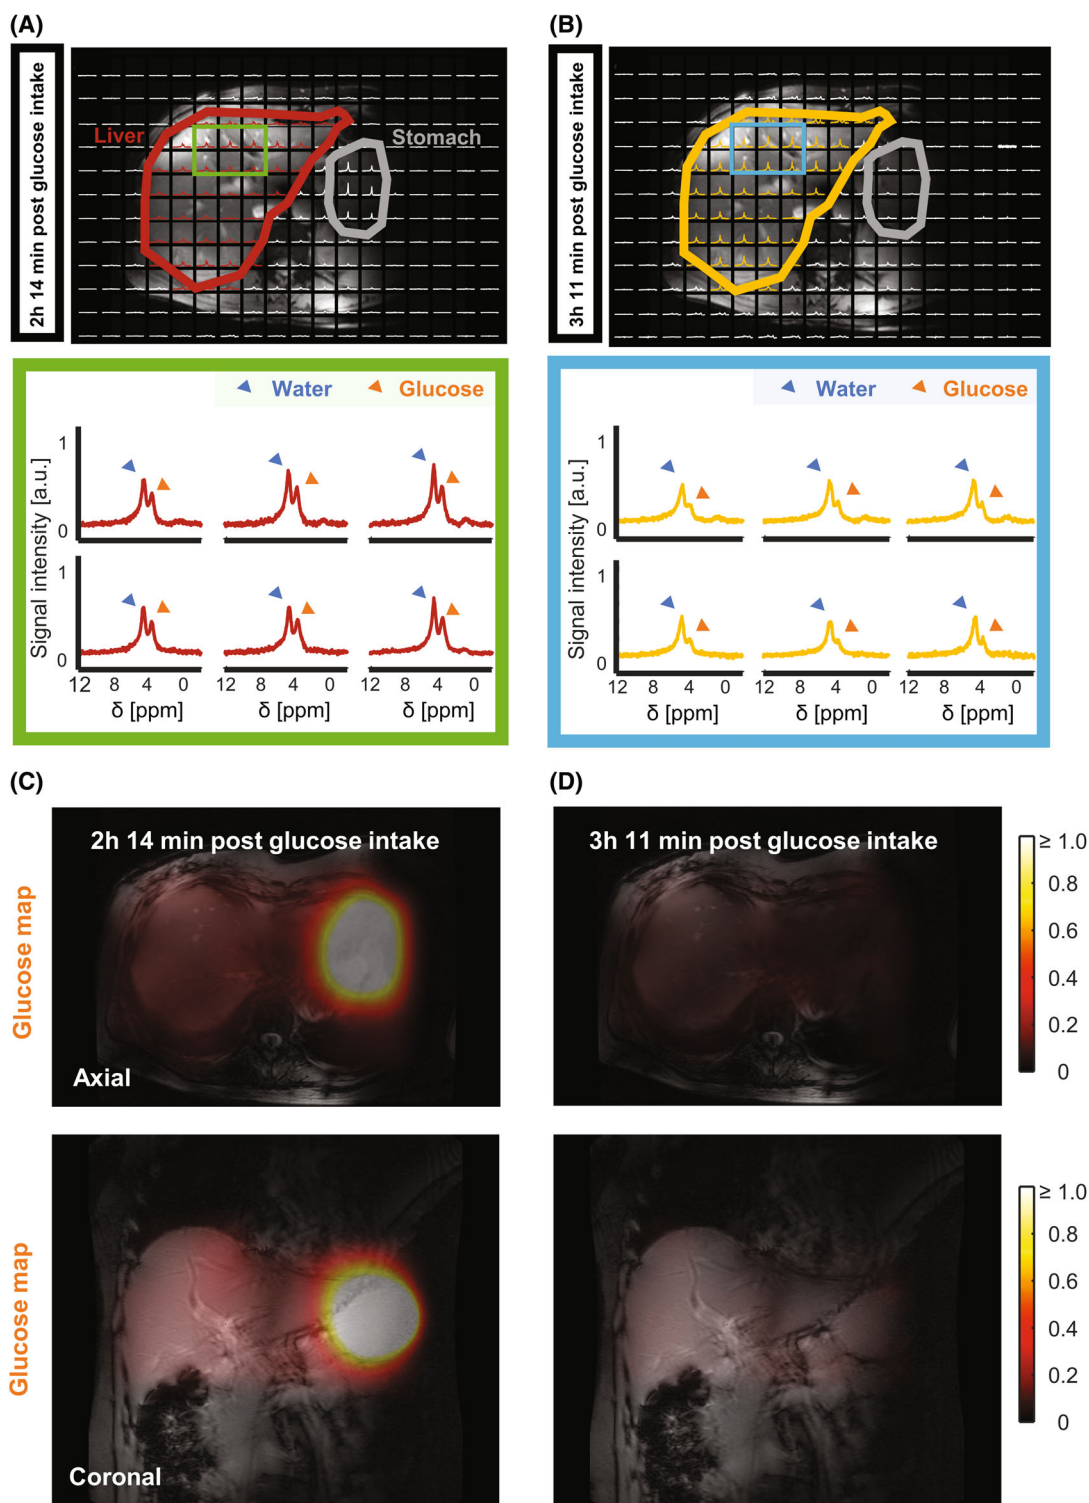 (A)
2h 14 min post glucose intake
Liver
Stomach
Water
Glucose
Signal intensity [a.u.]
1
0
1
0
12 8 4 0
4 0
4 0
δ [ppm]
δ [ppm]
δ [ppm]
(B)
3h 11 min post glucose intake
Water
Glucose
Signal intensity [a.u.]
1
0
1
0
12 8 4 0
12 8 4 0
12 8 4 0
δ [ppm]
δ [ppm]
δ [ppm]
(C)
Glucose map
2h 14 min post glucose intake
Axial
(D)
3h 11 min post glucose intake
≥ 1.0
0.8
0.6
0.4
0.2
0
Glucose map
Coronal
≥ 1.0
0.8
0.6
0.4
0.2
0